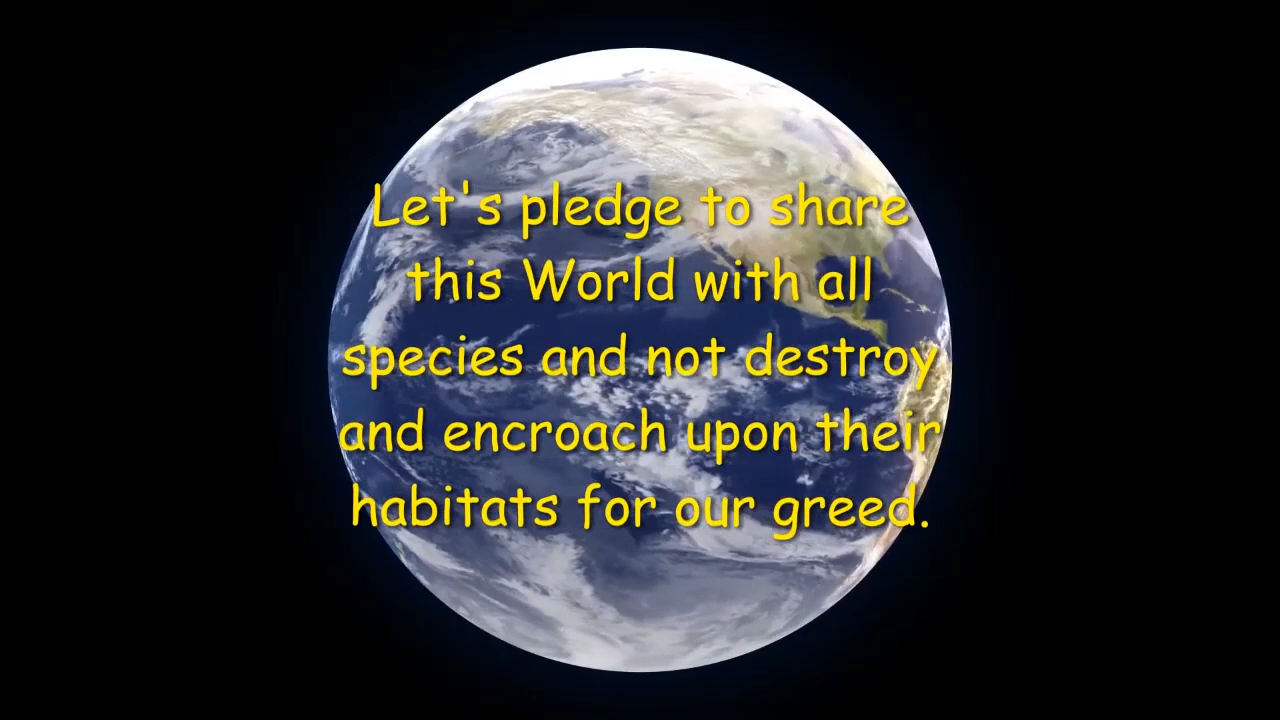 Let's pledge to share
this World with all
species and not destroy
and encroach upon their
habitats for our greed.